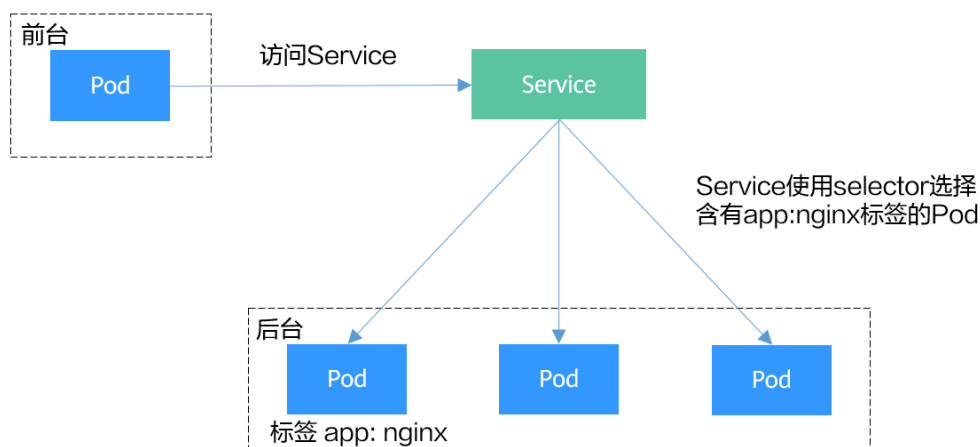 前台
Pod
访问Service
Service
Service使用selector选择
含有app:nginx标签的Pod
后台
Pod
Pod
Pod
标签 app: nginx